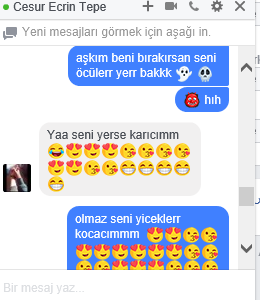 Cesur Ecrin Tepe
Yeni mesajları görmek için aşağı in.
aşkım beni bırakırsan seni
öcülerr yerr bakkk 👻 💀
👹 hıh
Yaa seni yerse karıcımm
😂😍😍😍😘😘😘
😍😍😘😘😁😁😁
😁
olmaz seni yiceklerr
kocacımmm 😍😍😘😘
Bir mesaj yaz...